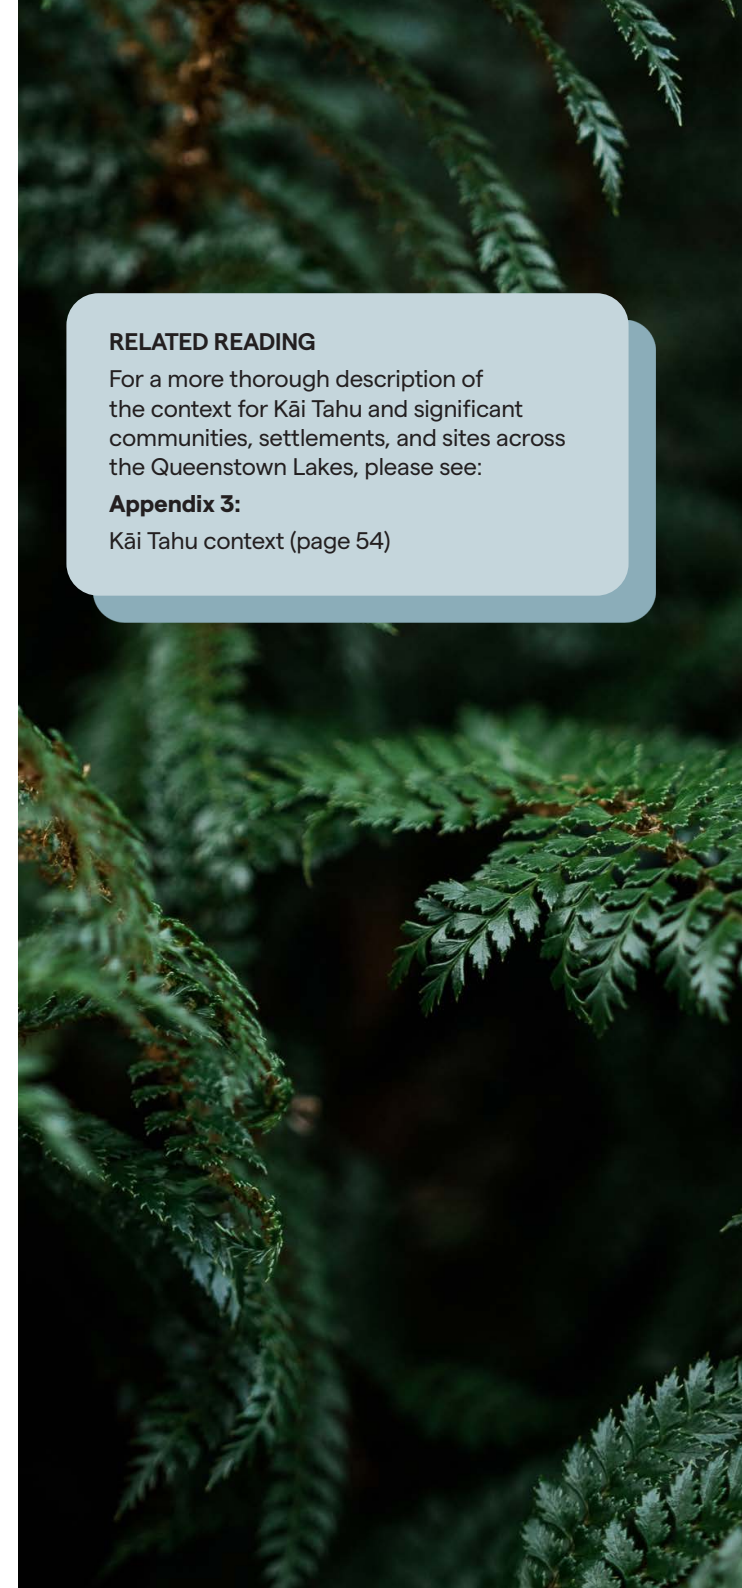 RELATED READING
For a more thorough description of
the context for Kāi Tahu and significant
communities, settlements, and sites across
the Queenstown Lakes, please see:
Appendix 3:
Kāi Tahu context (page 54)